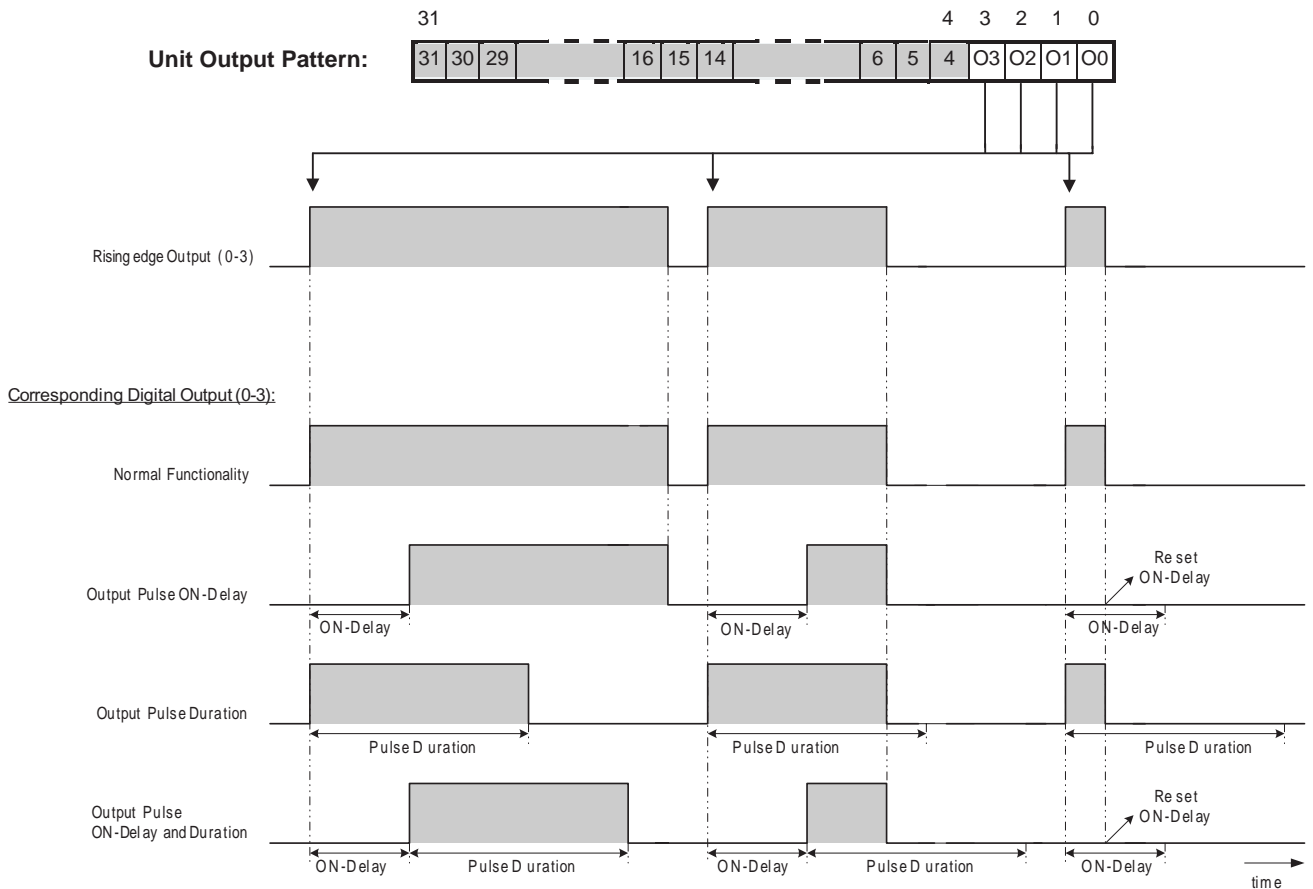 31 4 3 2 1 0
Unit Output Pattern: 31 30 29 16 15 14 6 5 4 O3 O2 O1 O0
Rising edge Output (0-3)
Corresponding Digital Output (0-3):
Normal Functionality
Reset
ON-Delay
Output Pulse ON-Delay
ON-Delay ON-Delay ON-Delay
Output Pulse Duration
Pulse Duration Pulse Duration Pulse Duration
Reset
ON-Delay
Output Pulse
ON-Delay and Duration
ON-Delay Pulse Duration ON-Delay Pulse Duration ON-Delay
time